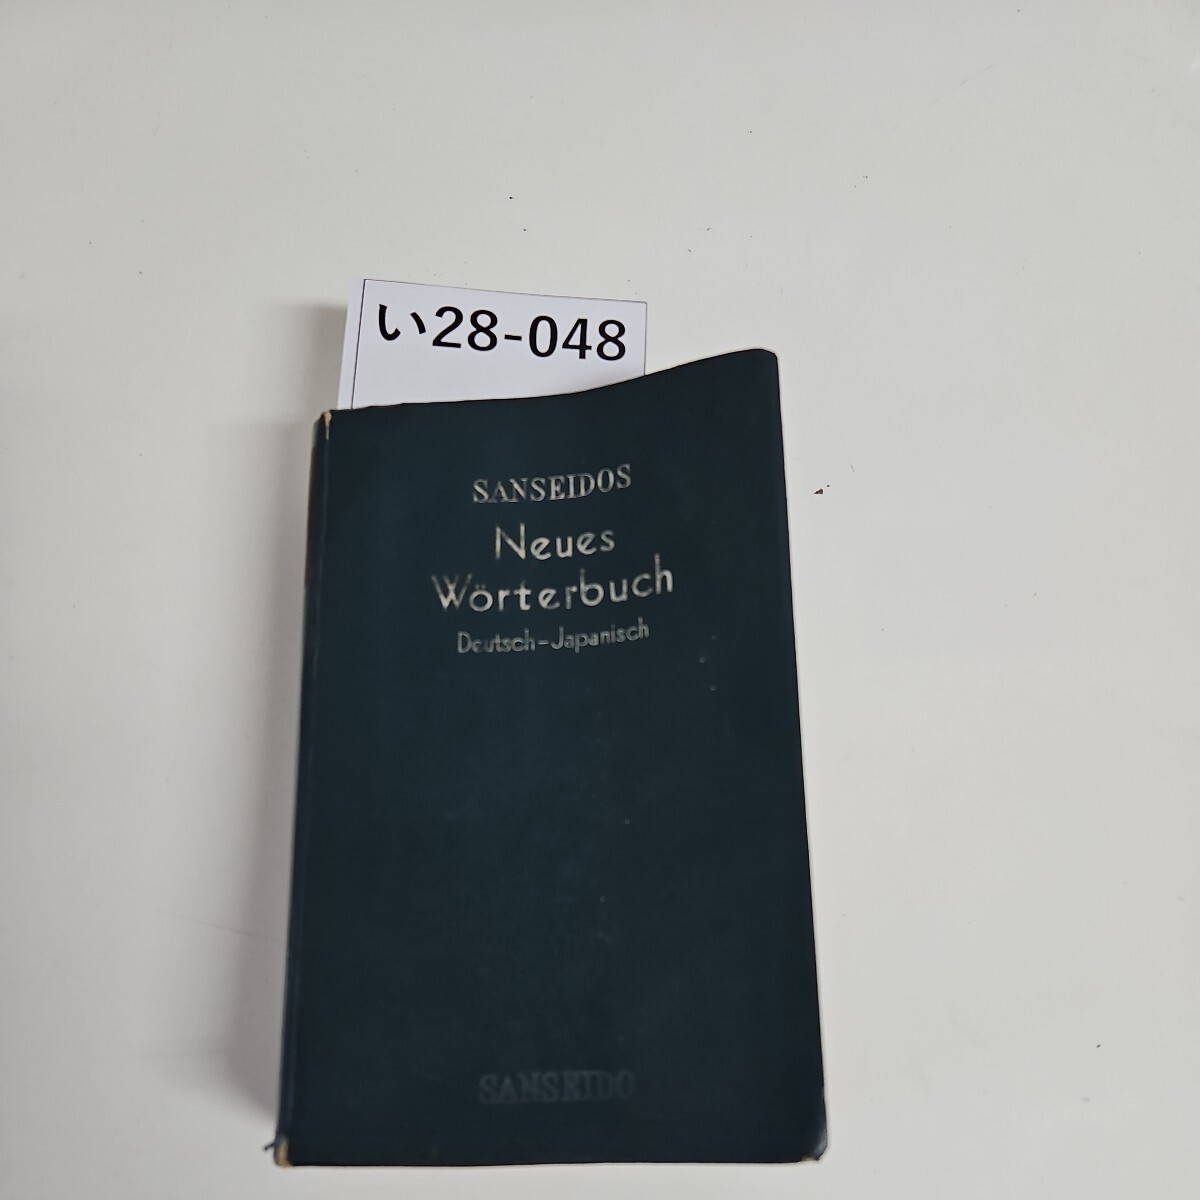 い28-048
SANSEIDOS
Neues
Wörterbuch
Deutsch-Japanisch
SANSEIDO